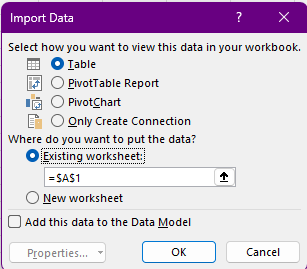 Import Data ? ×
Select how you want to view this data in your workbook.
Table
PivotTable Report
PivotChart
Only Create Connection
Where do you want to put the data?
Existing worksheet:
=$A$1
New worksheet
Add this data to the Data Model
Properties...
OK
Cancel